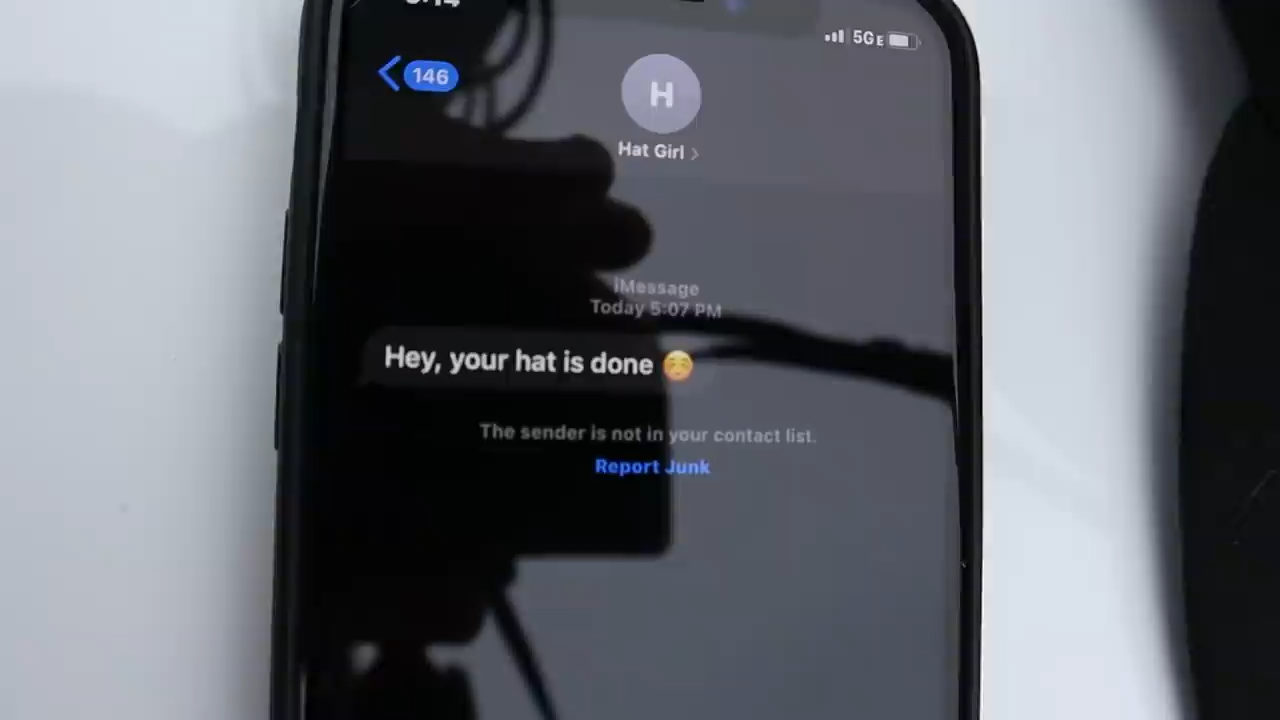 5GE
146
H
Hat Girl
iMessage
Today 5:07 PM
Hey, your hat is done ☺️
The sender is not in your contact list.
Report Junk